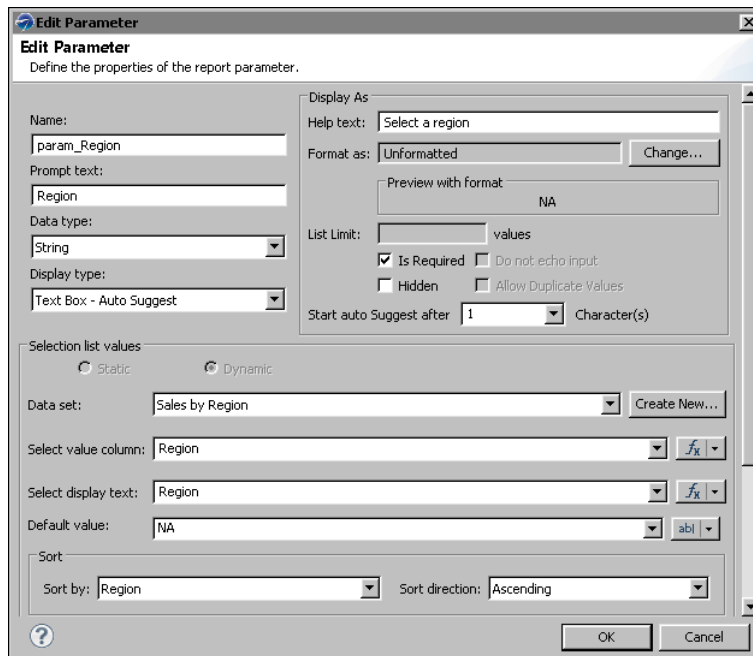 Edit Parameter
Edit Parameter
Define the properties of the report parameter.
Name:
param_Region
Prompt text:
Region
Data type:
String
Display type:
Text Box - Auto Suggest
Display As
Help text: Select a region
Format as: Unformatted Change...
Preview with format
NA
List Limit: values
Is Required Do not echo input
Hidden Allow Duplicate Values
Start auto Suggest after 1 Character(s)
Selection list values
Static Dynamic
Data set: Sales by Region Create New...
Select value column: Region fx
Select display text: Region fx
Default value: NA ab|
Sort
Sort by: Region Sort direction: Ascending
? OK Cancel